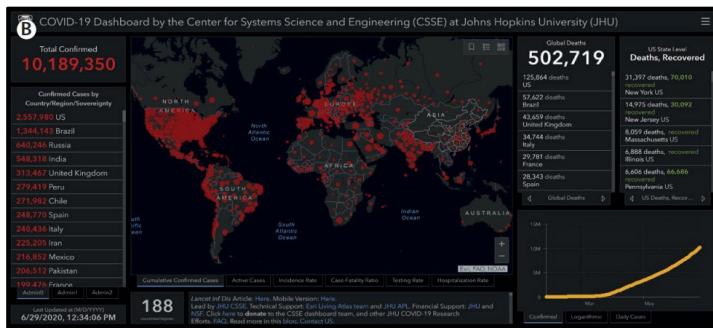 B
COVID-19 Dashboard by the Center for Systems Science and Engineering (CSSE) at Johns Hopkins University (JHU)
Total Confirmed
10,189,350
Confirmed Cases by
Country/Region/Sovereignty
2,557,980 US
1,344,143 Brazil
640,246 Russia
548,318 India
313,467 United Kingdom
279,419 Peru
271,982 Chile
248,770 Spain
240,436 Italy
225,205 Iran
216,852 Mexico
206,512 Pakistan
199,476 France
Admin0
Admin1
Admin2
Last Updated at (M/D/YYYY)
6/29/2020, 12:34:06 PM
NORTH
AMERICA
North
Atlantic
Ocean
EUROPE
ASIA
AFRICA
SOUTH
AMERICA
South
Atlantic
Ocean
Indian
Ocean
AUSTRALIA
+
−
Esri, FAO, NOAA
Cumulative Confirmed Cases
Active Cases
Incidence Rate
Case Fatality Ratio
Testing Rate
Hospitalization Rate
188
countries/regions
Lancet Inf Dis Article: Here. Mobile Version: Here.
Lead by JHU CSSE. Technical Support: Esri Living Atlas team and JHU APL. Financial Support: JHU and
NSF. Click here to donate to the CSSE dashboard team, and other JHU COVID-19 Research
Efforts. FAQ. Read more in this blog. Contact US.
Global Deaths
502,719
125,864 deaths
US
57,622 deaths
Brazil
43,659 deaths
United Kingdom
34,744 deaths
Italy
29,781 deaths
France
28,343 deaths
Spain
Global Deaths
US State Level
Deaths, Recovered
31,397 deaths, 70,010
recovered
New York US
14,975 deaths, 30,092
recovered
New Jersey US
8,059 deaths, recovered
Massachusetts US
6,888 deaths, recovered
Illinois US
6,606 deaths, 66,686
recovered
Pennsylvania US
US Deaths, Recov...
15M
10M
5M
0
Mar
May
Confirmed
Logarithmic
Daily Cases